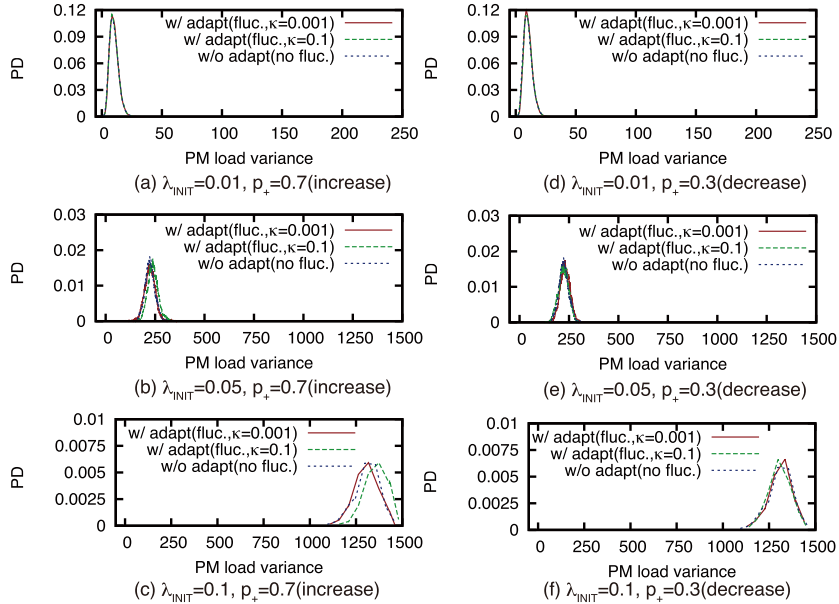 0.12
0.09
0.06
0.03
0
PD
w/ adapt(fluc.,κ=0.001)
w/ adapt(fluc.,κ=0.1)
w/o adapt(no fluc.)
0 50 100 150 200 250
PM load variance
(a) λINIT=0.01, p+=0.7(increase)
0.12
0.09
0.06
0.03
0
PD
w/ adapt(fluc.,κ=0.001)
w/ adapt(fluc.,κ=0.1)
w/o adapt(no fluc.)
0 50 100 150 200 250
PM load variance
(d) λINIT=0.01, p+=0.3(decrease)
0.03
0.02
0.01
0
PD
w/ adapt(fluc.,κ=0.001)
w/ adapt(fluc.,κ=0.1)
w/o adapt(no fluc.)
0 250 500 750 1000 1250 1500
PM load variance
(b) λINIT=0.05, p+=0.7(increase)
0.03
0.02
0.01
0
PD
w/ adapt(fluc.,κ=0.001)
w/ adapt(fluc.,κ=0.1)
w/o adapt(no fluc.)
0 250 500 750 1000 1250 1500
PM load variance
(e) λINIT=0.05, p+=0.3(decrease)
0.01
0.0075
0.005
0.0025
0
PD
w/ adapt(fluc.,κ=0.001)
w/ adapt(fluc.,κ=0.1)
w/o adapt(no fluc.)
0 250 500 750 1000 1250 1500
PM load variance
(c) λINIT=0.1, p+=0.7(increase)
0.01
0.0075
0.005
0.0025
0
PD
w/ adapt(fluc.,κ=0.001)
w/ adapt(fluc.,κ=0.1)
w/o adapt(no fluc.)
0 250 500 750 1000 1250 1500
PM load variance
(f) λINIT=0.1, p+=0.3(decrease)